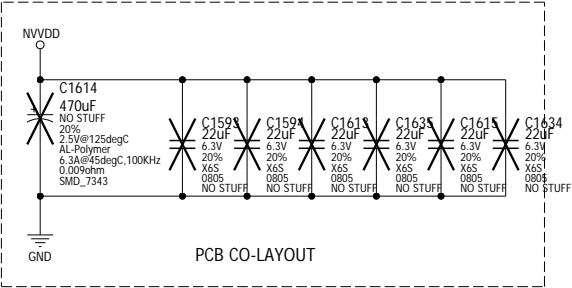 NVVDD
C1614
470uF
NO STUFF
20%
2.5V@125degC
AL-Polymer
6.3A@45degC,100KHz
0.009ohm
SMD_7343
C1593
22uF
6.3V
20%
X6S
0805
NO STUFF
C1594
22uF
6.3V
20%
X6S
0805
NO STUFF
C1613
22uF
6.3V
20%
X6S
0805
NO STUFF
C1635
22uF
6.3V
20%
X6S
0805
NO STUFF
C1615
22uF
6.3V
20%
X6S
0805
NO STUFF
C1634
22uF
6.3V
20%
X6S
0805
NO STUFF
GND
PCB CO-LAYOUT